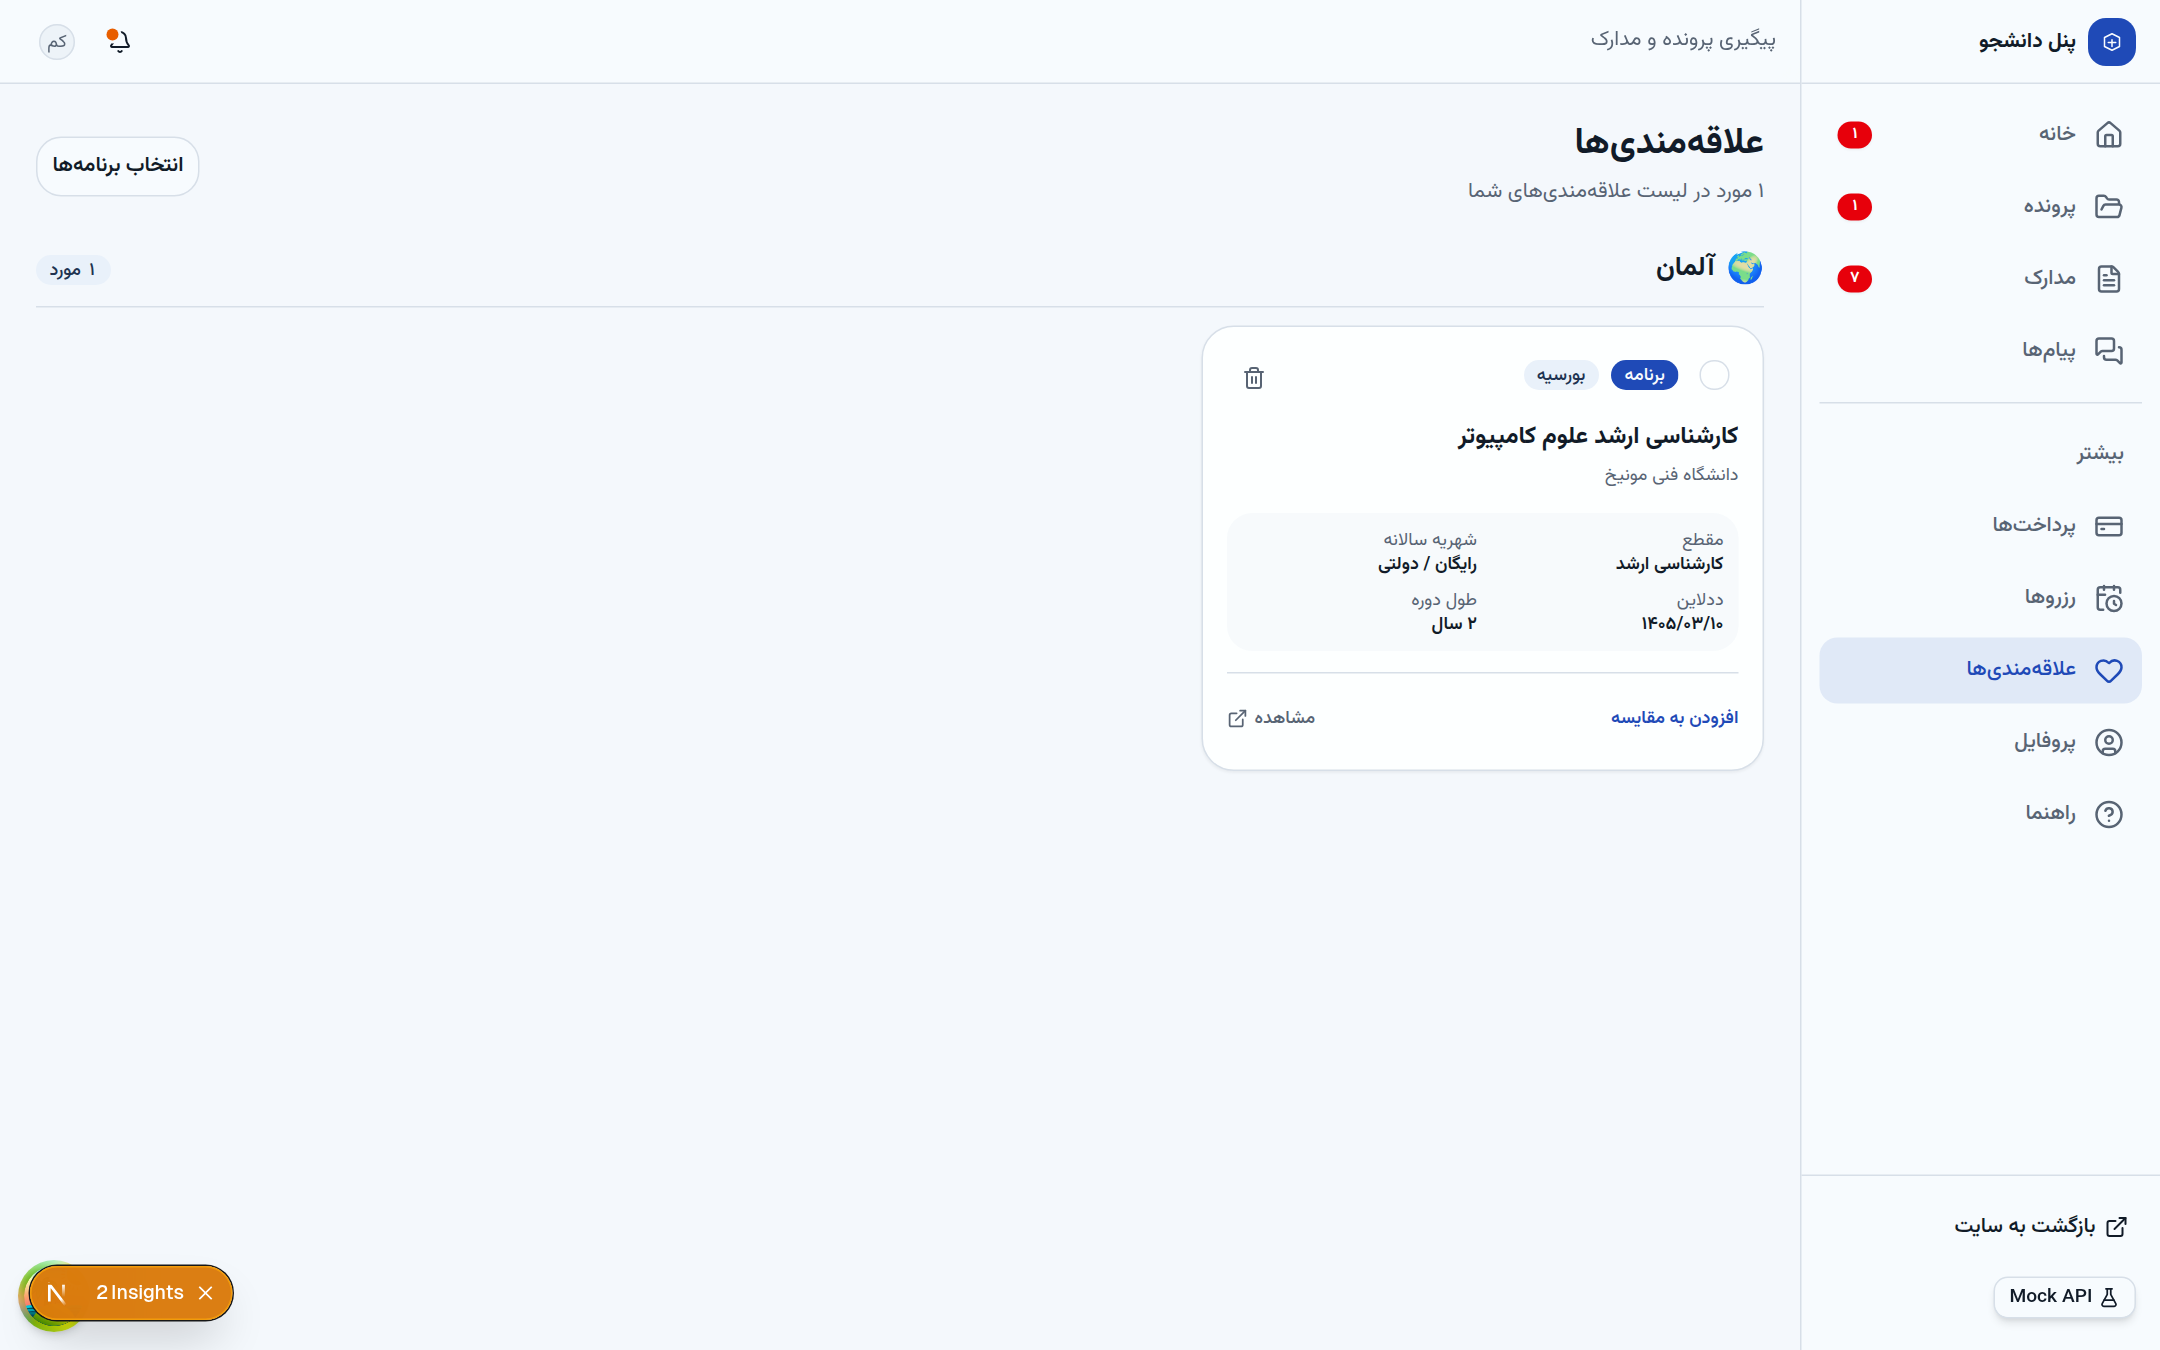 پنل دانشجو
خانه
۱
پرونده
۱
مدارک
۷
پیام‌ها
بیشتر
پرداخت‌ها
رزروها
علاقه‌مندی‌ها
پروفایل
راهنما
بازگشت به سایت
Mock API
پیگیری پرونده و مدارک
کم
علاقه‌مندی‌ها
۱ مورد در لیست علاقه‌مندی‌های شما
انتخاب برنامه‌ها
آلمان
۱ مورد
برنامه
بورسیه
کارشناسی ارشد علوم کامپیوتر
دانشگاه فنی مونیخ
مقطع
کارشناسی ارشد
شهریه سالانه
رایگان / دولتی
ددلاین
۱۴۰۵/۰۳/۱۰
طول دوره
۲ سال
افزودن به مقایسه
مشاهده
N
2 Insights